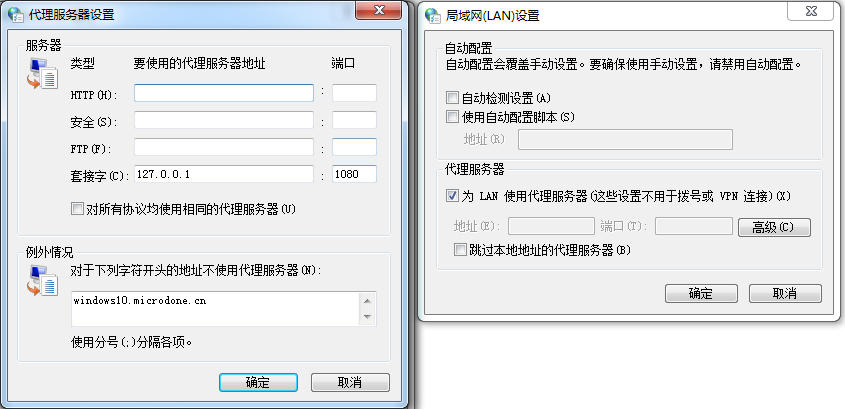 代理服务器设置
服务器
类型
要使用的代理服务器地址
端口
HTTP(H):
:
安全(S):
:
FTP(F):
:
套接字(C):
127.0.0.1
:
1080
对所有协议均使用相同的代理服务器(U)
例外情况
对于下列字符开头的地址不使用代理服务器(N):
windows10.microdone.cn
使用分号(;)分隔各项。
确定
取消
局域网(LAN)设置
自动配置
自动配置会覆盖手动设置。要确保使用手动设置，请禁用自动配置。
自动检测设置(A)
使用自动配置脚本(S)
地址(R)
代理服务器
为 LAN 使用代理服务器(这些设置不用于拨号或 VPN 连接)(X)
地址(E):
端口(T):
高级(C)
跳过本地地址的代理服务器(B)
确定
取消